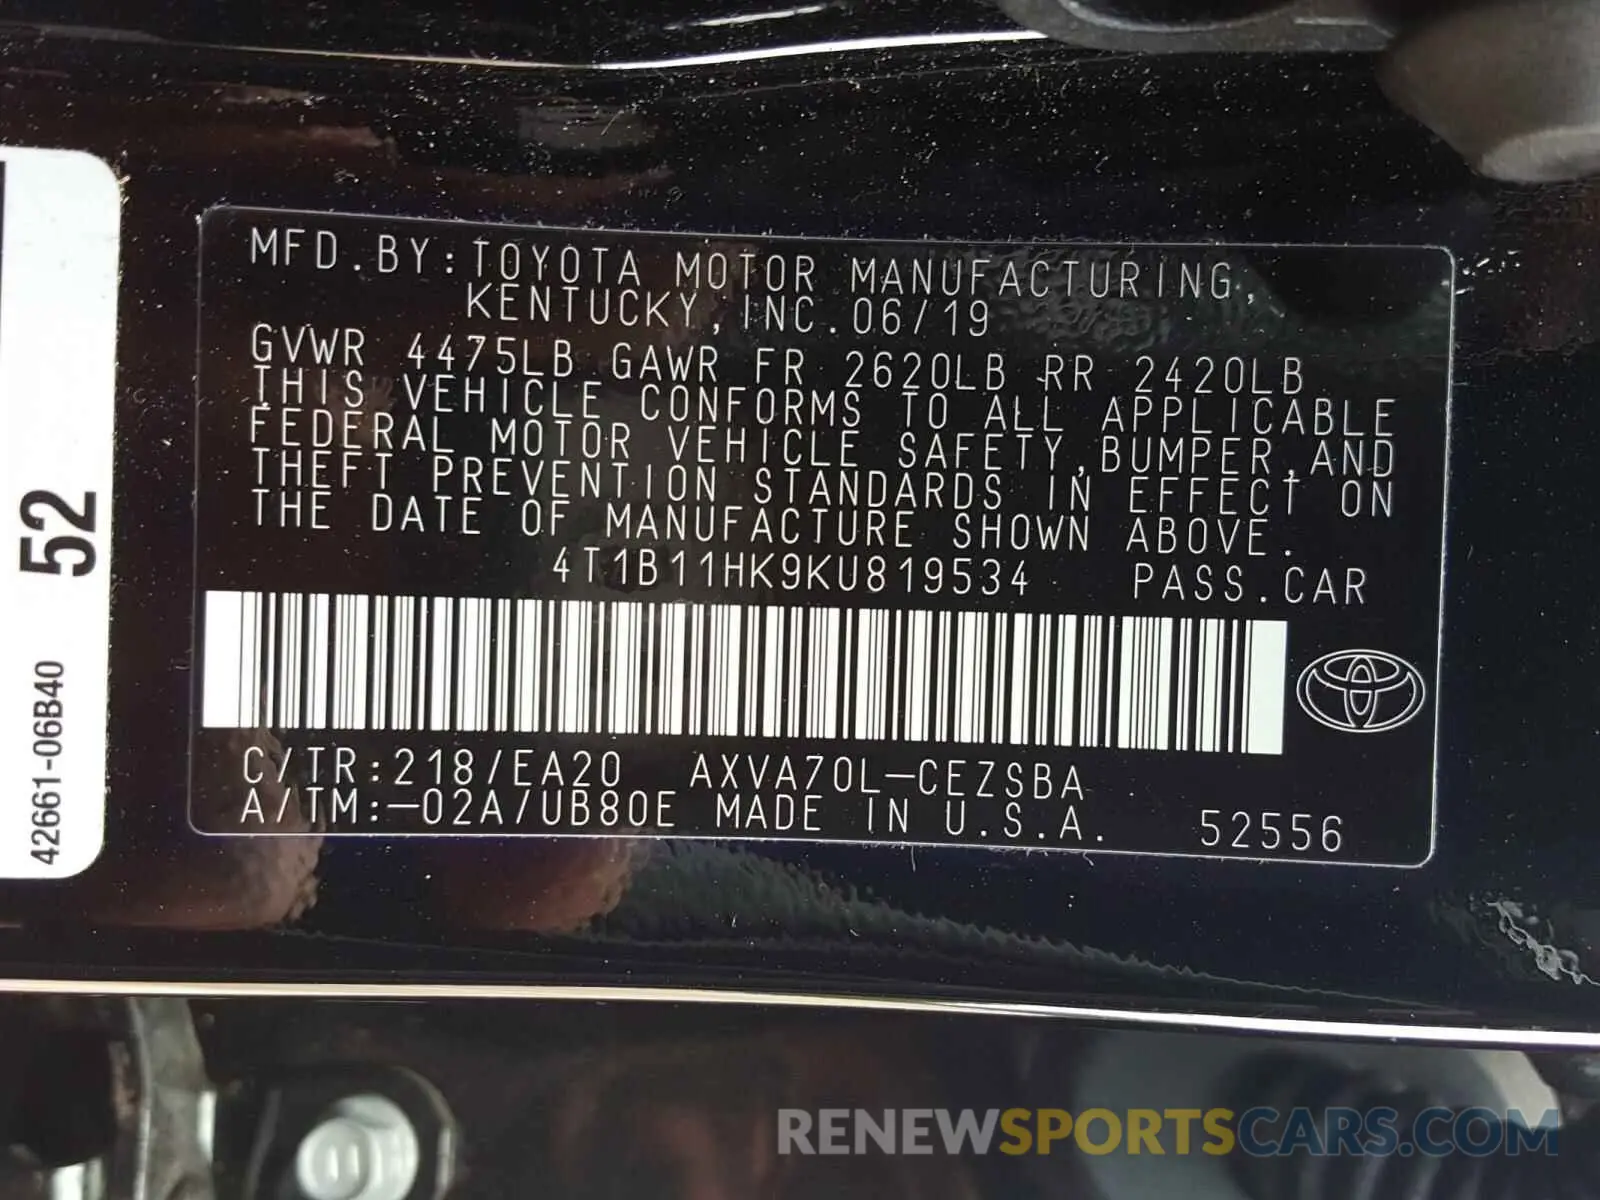 MFD.BY:TOYOTA MOTOR MANUFACTURING,
KENTUCKY,INC.06/19
GVWR 4475LB GAWR FR 2620LB RR 2420LB
THIS VEHICLE CONFORMS TO ALL APPLICABLE
FEDERAL MOTOR VEHICLE SAFETY,BUMPER,AND
THEFT PREVENTION STANDARDS IN EFFECT ON
THE DATE OF MANUFACTURE SHOWN ABOVE.
4T1B11HK9KU819534 PASS.CAR
C/TR:218/EA20 AXVA70L-CEZSBA
A/TM:-02A/UB80E MADE IN U.S.A. 52556
52
42661-06B40
RENEWSPORTSCARS.COM